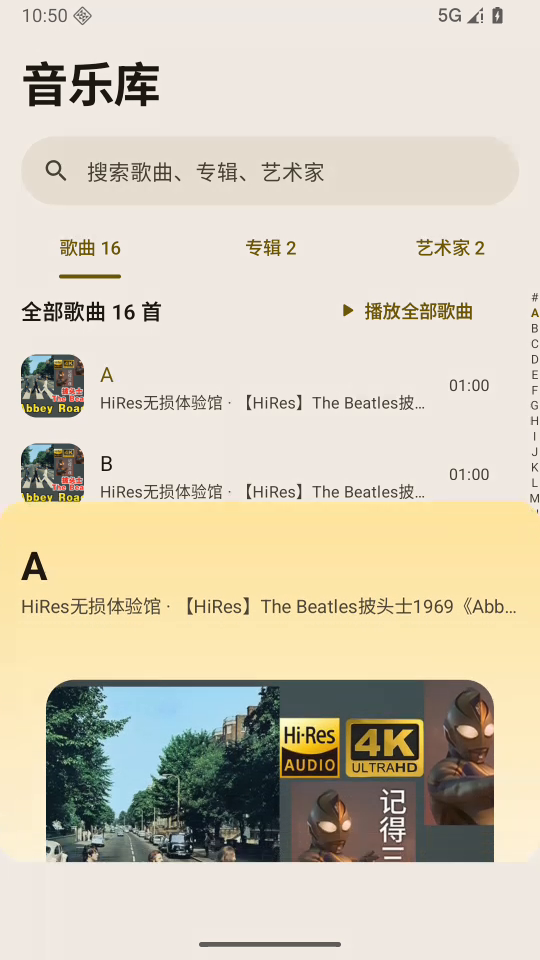 10:50
5G
音乐库
搜索歌曲、专辑、艺术家
歌曲 16
专辑 2
艺术家 2
全部歌曲 16 首
播放全部歌曲
A
HiRes无损体验馆 · 【HiRes】The Beatles披…
01:00
B
HiRes无损体验馆 · 【HiRes】The Beatles披…
01:00
#
A
B
C
D
E
F
G
H
I
J
K
L
M
A
HiRes无损体验馆 · 【HiRes】The Beatles披头士1969《Abb…
Hi-Res
AUDIO
4K
ULTRAHD
记得三